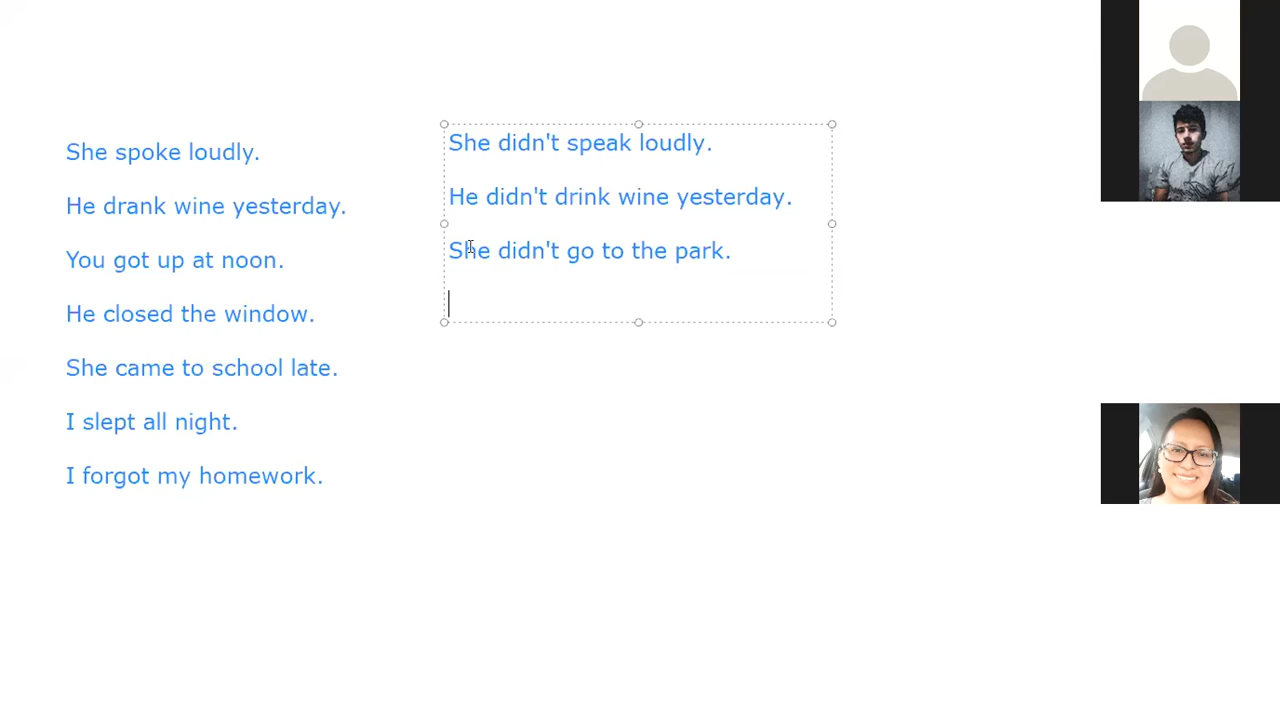 She spoke loudly.
He drank wine yesterday.
You got up at noon.
He closed the window.
She came to school late.
I slept all night.
I forgot my homework.
She didn't speak loudly.
He didn't drink wine yesterday.
She didn't go to the park.